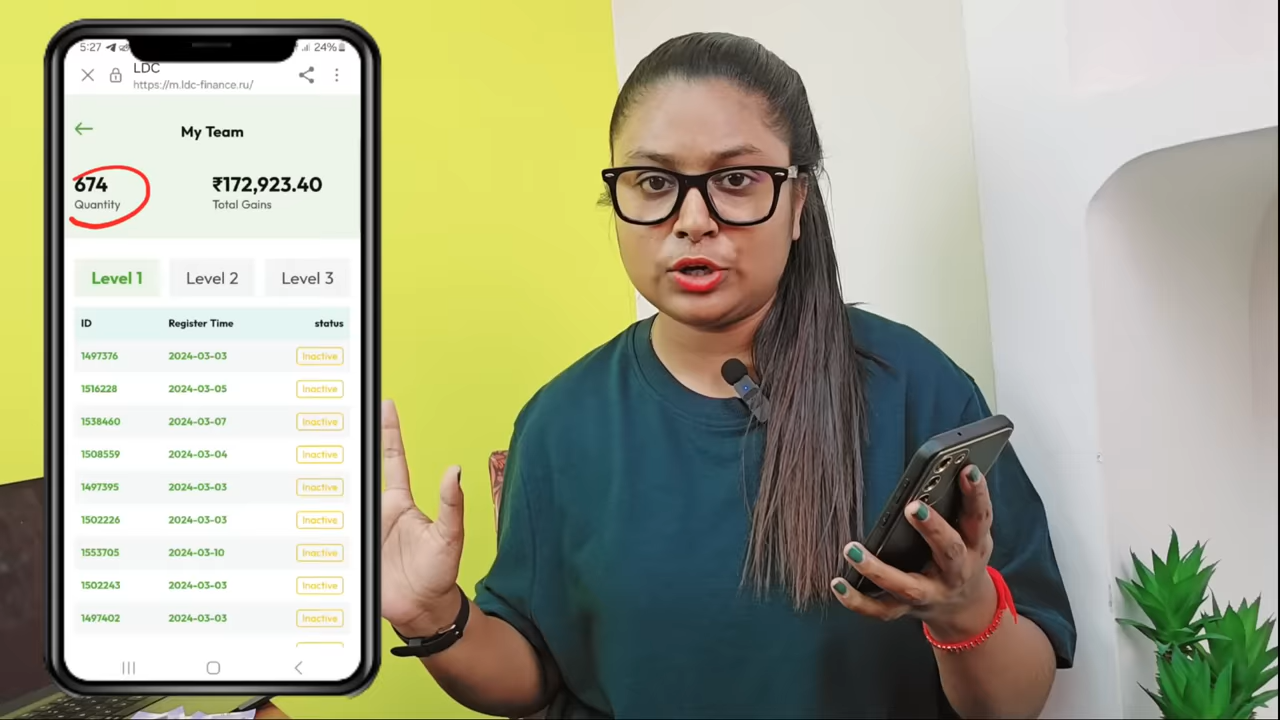 5:27
24%
LDC
https://m.ldc-finance.ru/
My Team
674
₹172,923.40
Quantity
Total Gains
Level 1 Level 2 Level 3
ID Register Time status
1497376 2024-03-03 Inactive
1516228 2024-03-05 Inactive
1538460 2024-03-07 Inactive
1508559 2024-03-04 Inactive
1497395 2024-03-03 Inactive
1502226 2024-03-03 Inactive
1553705 2024-03-10 Inactive
1502243 2024-03-03 Inactive
1497402 2024-03-03 Inactive